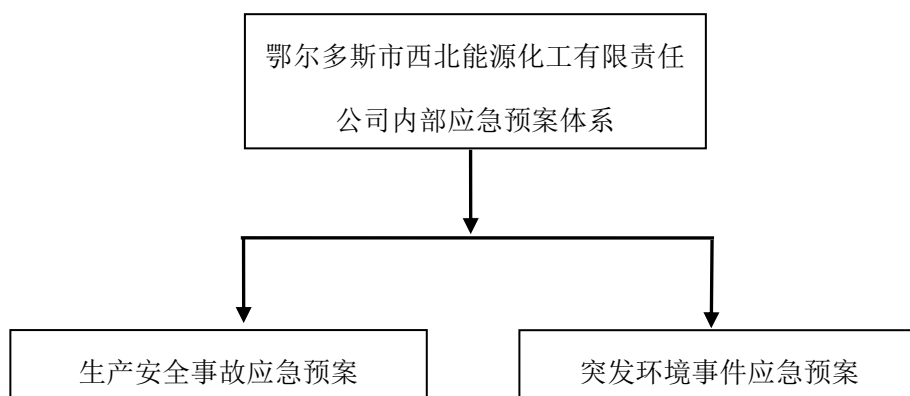 鄂尔多斯市西北能源化工有限责任
公司内部应急预案体系
生产安全事故应急预案
突发环境事件应急预案